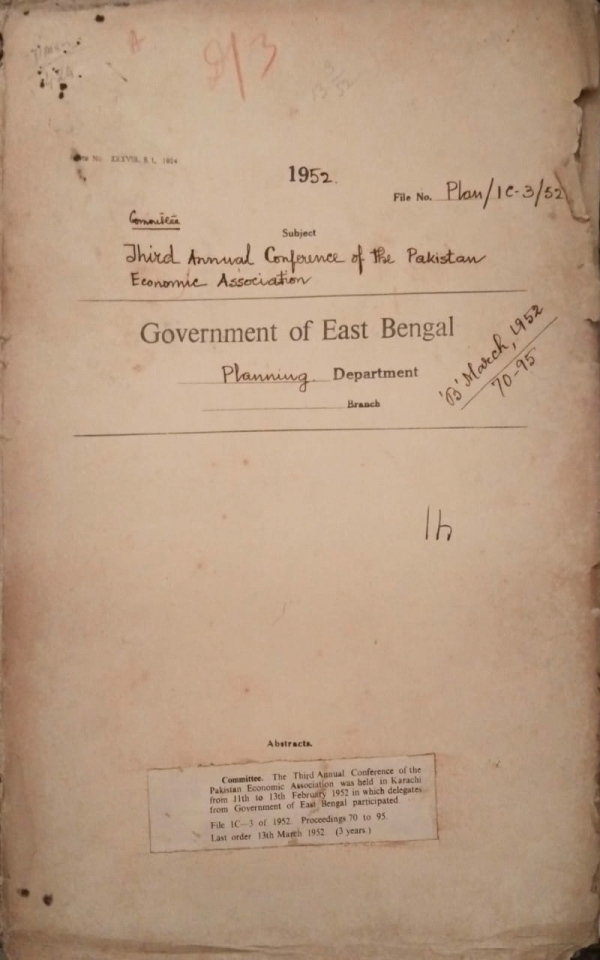 A
2/3
1952
File No. Plan/1C-3/52
Committee
Subject
Third Annual Conference of the Pakistan
Economic Association
Government of East Bengal
Planning Department
Branch
'B' March, 1952
70-95
Abstracts.
Committee. The Third Annual Conference of the
Pakistan Economic Association was held in Karachi
from 11th to 13th February 1952 in which delegates
from Government of East Bengal participated.
File 1C—3 of 1952. Proceedings 70 to 95.
Last order 13th March 1952. (3 years.)